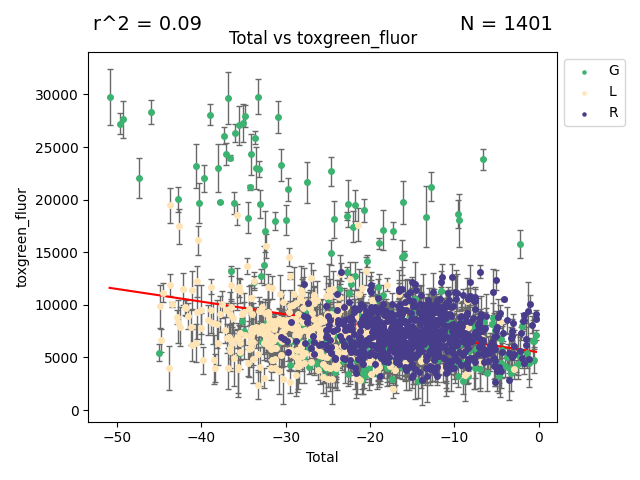 r^2 = 0.09 N = 1401
Total vs toxgreen_fluor
G
L
R
30000
25000
20000
15000
10000
5000
0
toxgreen_fluor
−50 −40 −30 −20 −10 0
Total